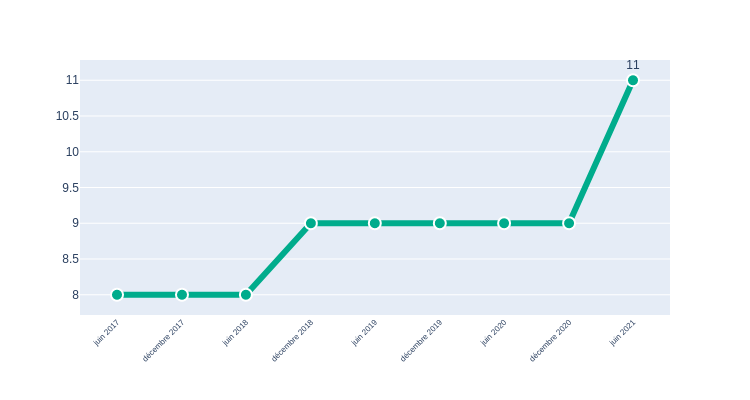 11
11
10.5
10
9.5
9
8.5
8
juin 2017
décembre 2017
juin 2018
décembre 2018
juin 2019
décembre 2019
juin 2020
décembre 2020
juin 2021